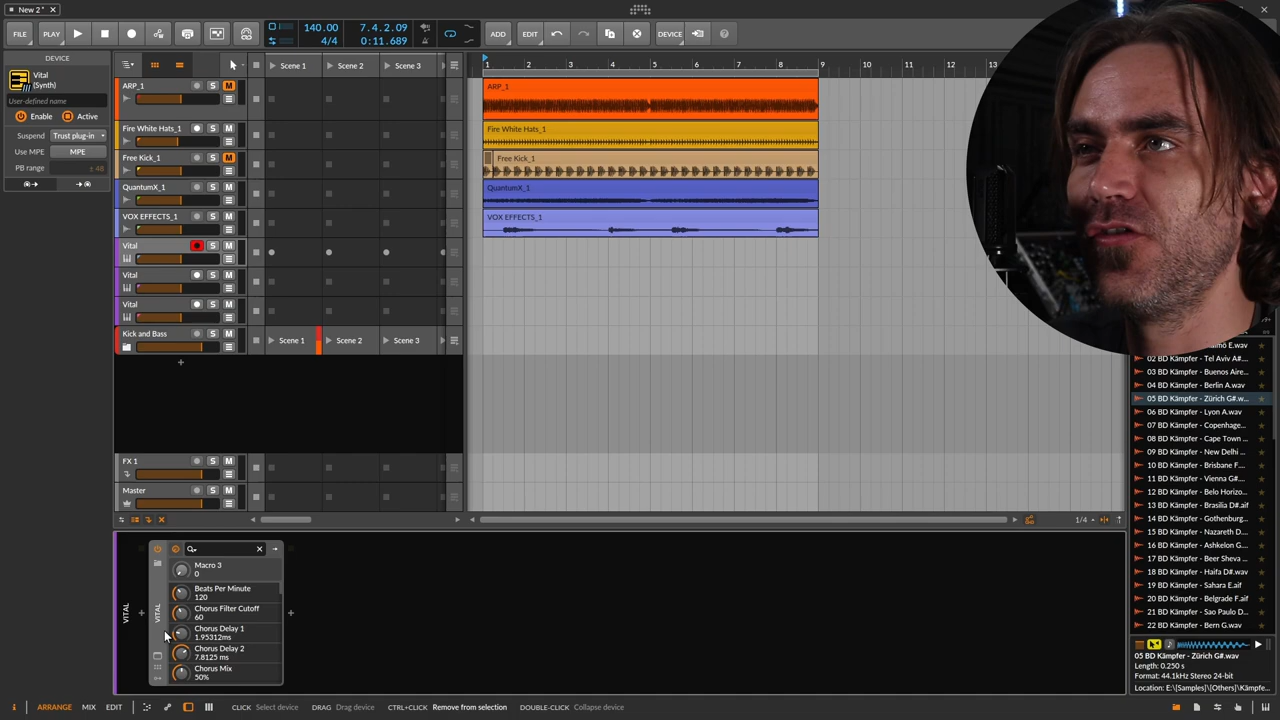 New 2 *
FILE
PLAY
ADD
EDIT
DEVICE
140.00
4/4
7.4.2.09
0:11.689
DEVICE
Vital
(Synth)
User-defined name
Enable
Active
Suspend
Trust plug-in
Use MPE
MPE
PB range
± 48
Scene 1
Scene 2
Scene 3
ARP_1
S
M
Fire White Hats_1
S
M
Free Kick_1
S
M
QuantumX_1
S
M
VOX EFFECTS_1
S
M
Vital
S
M
Vital
S
M
Vital
S
M
Kick and Bass
S
M
Scene 1
Scene 2
Scene 3
FX 1
S
M
Master
S
M
1
2
3
4
5
6
7
8
9
10
11
12
13
ARP_1
Fire White Hats_1
Free Kick_1
QuantumX_1
VOX EFFECTS_1
1/4
02 BD Kämpfer - Tel Aviv A#....
03 BD Kämpfer - Buenos Aire...
04 BD Kämpfer - Berlin A.wav
05 BD Kämpfer - Zürich G#.w...
06 BD Kämpfer - Lyon A.wav
07 BD Kämpfer - Copenhage...
08 BD Kämpfer - Cape Town ...
09 BD Kämpfer - New Delhi ...
10 BD Kämpfer - Brisbane F....
11 BD Kämpfer - Vienna G#....
12 BD Kämpfer - Belo Horizo...
13 BD Kämpfer - Brasilia D#.aif
14 BD Kämpfer - Gothenburg...
15 BD Kämpfer - Nazareth D....
16 BD Kämpfer - Ashkelon G....
17 BD Kämpfer - Beer Sheva ...
18 BD Kämpfer - Haifa D#.wav
19 BD Kämpfer - Sahara E.aif
20 BD Kämpfer - Belgrade F.aif
21 BD Kämpfer - Sao Paulo D...
22 BD Kämpfer - Bern G.wav
05 BD Kämpfer - Zürich G#.wav
Length: 0.250 s
Format: 44.1kHz Stereo 24-bit
Location: E:\[Samples]\[Others]\Kämpfe...
VITAL
VITAL
Macro 3
0
Beats Per Minute
120
Chorus Filter Cutoff
60
Chorus Delay 1
1.95312ms
Chorus Delay 2
7.8125 ms
Chorus Mix
50%
ARRANGE
MIX
EDIT
CLICK Select device
DRAG Drag device
CTRL+CLICK Remove from selection
DOUBLE-CLICK Collapse device